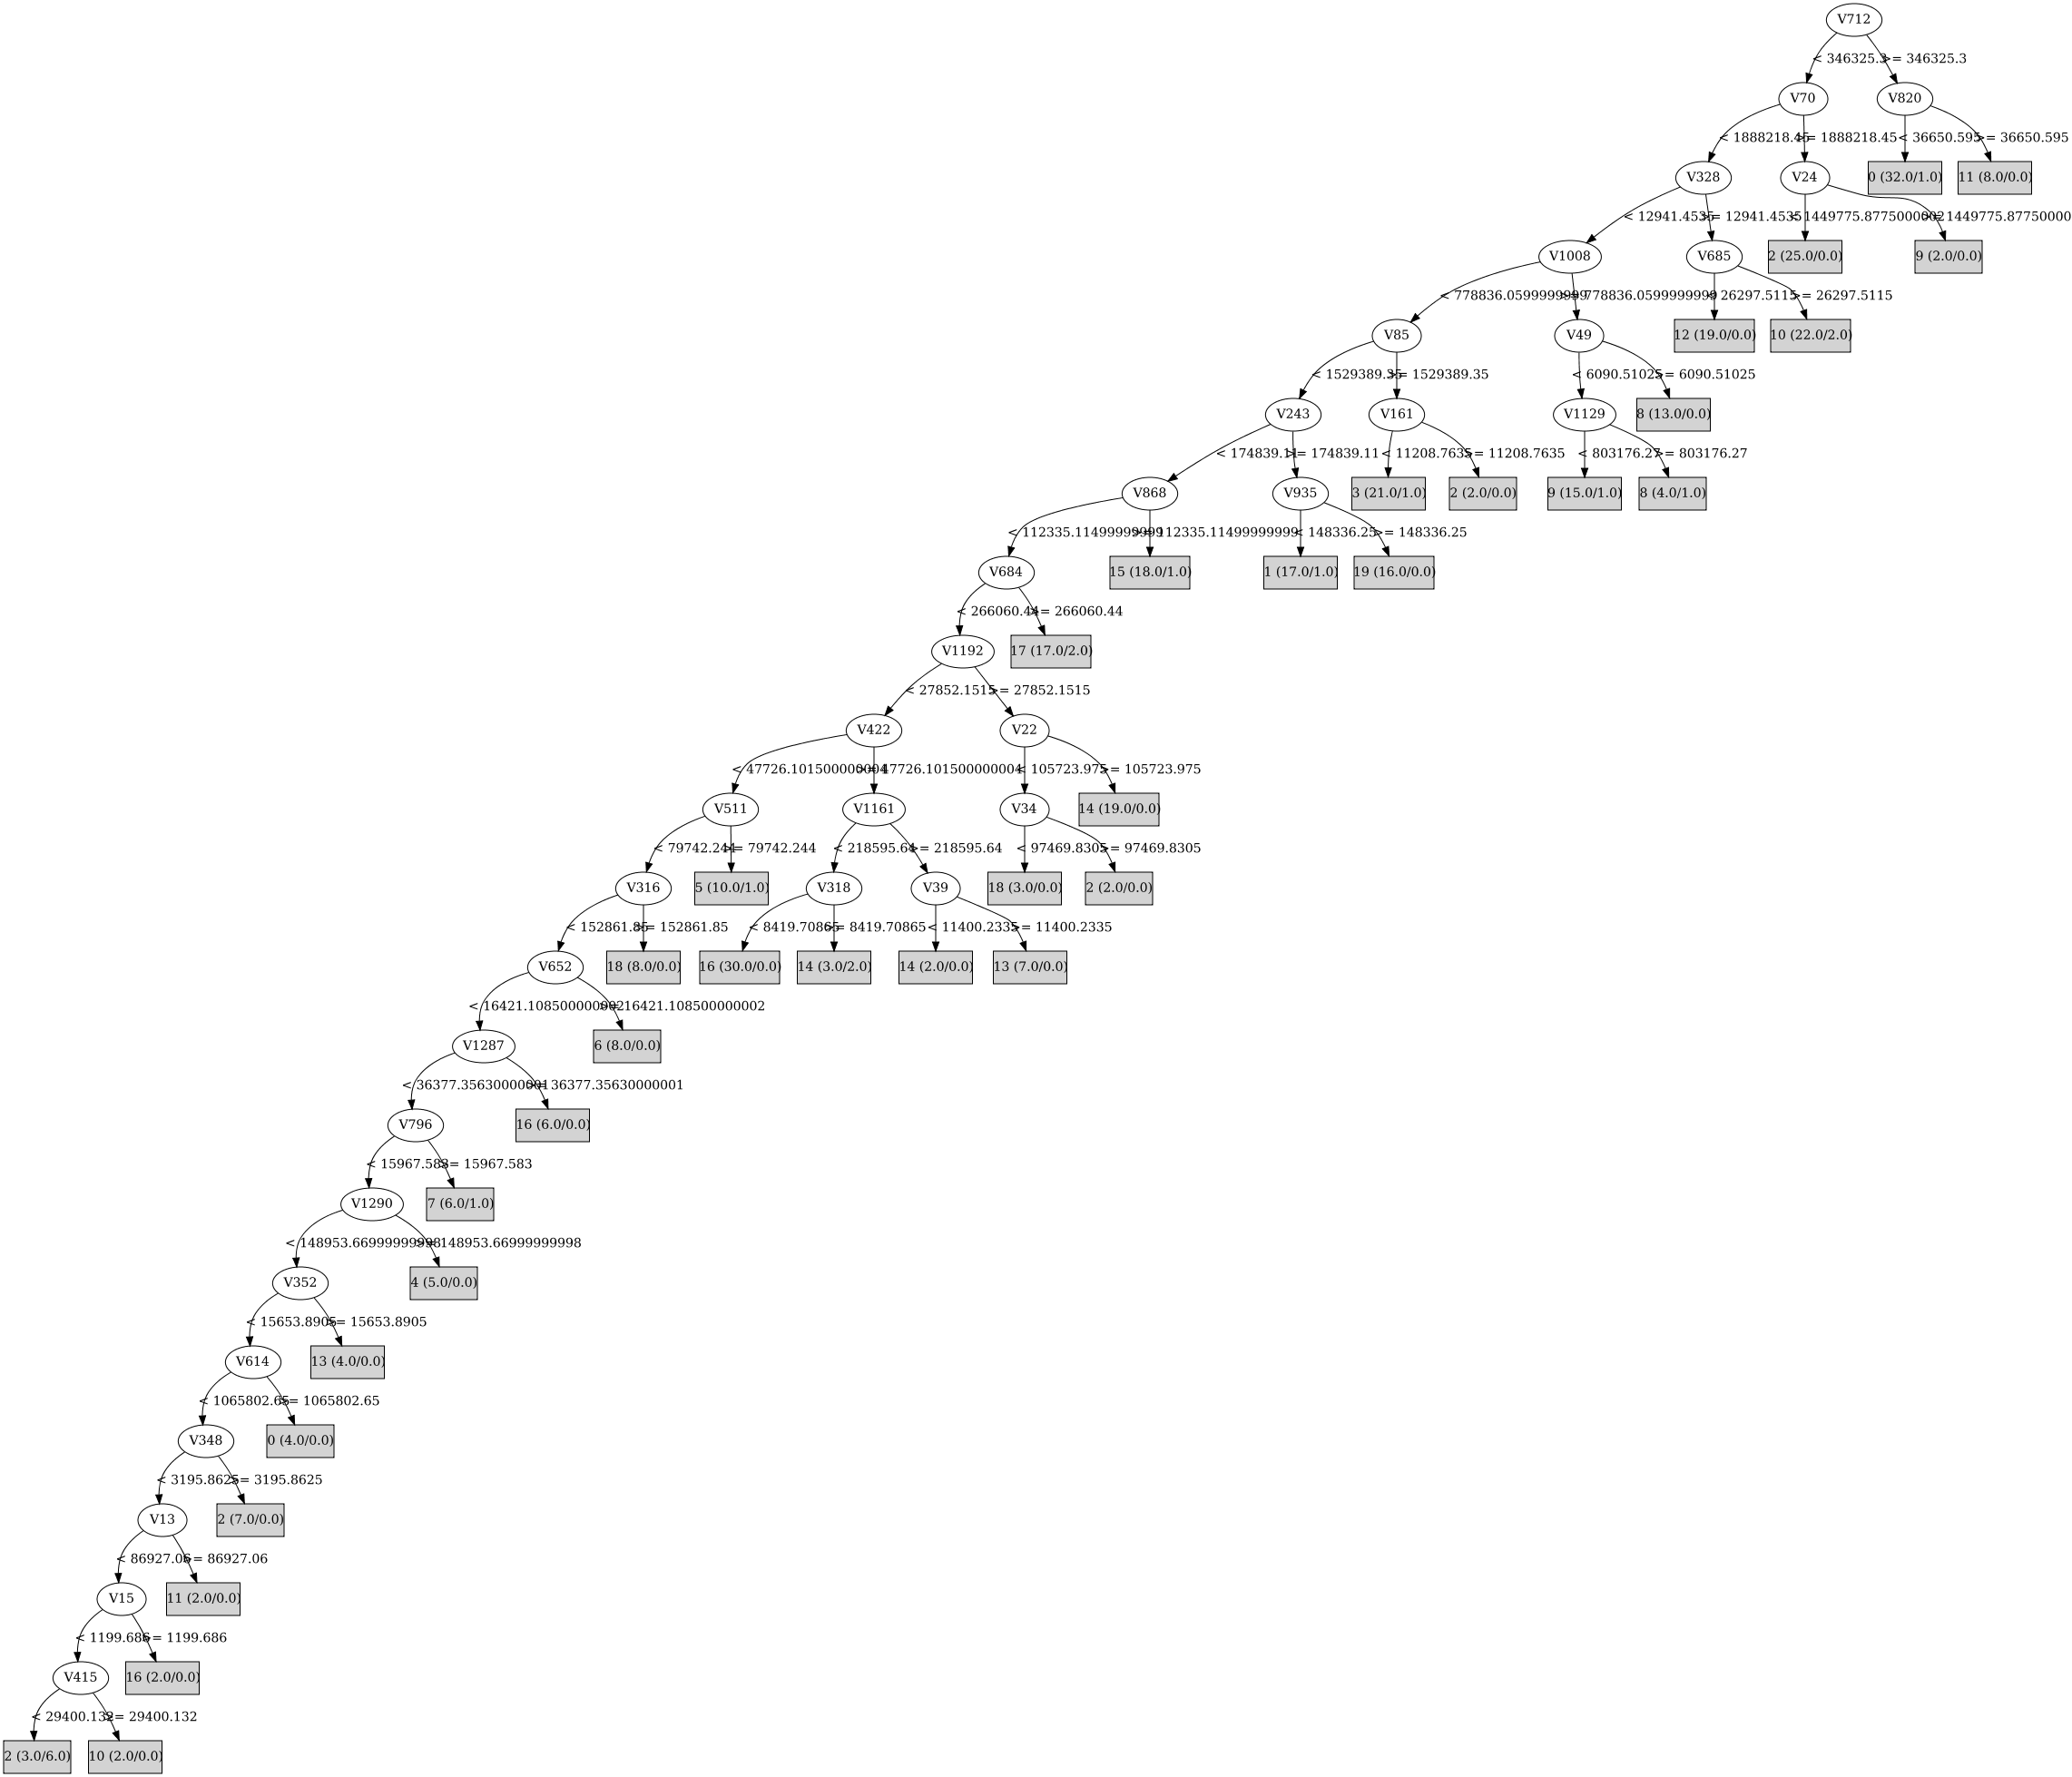 V712
< 346325.3 >= 346325.3
V70 V820
< 1888218.45 >= 1888218.45 < 36650.595 >= 36650.595
V328 V24 0 (32.0/1.0) 11 (8.0/0.0)
< 12941.4535 >= 12941.4535 < 1449775.8775000002 >= 1449775.87750000
V1008 V685 2 (25.0/0.0) 9 (2.0/0.0)
< 778836.0599999999 >= 778836.0599999999 < 26297.5115 >= 26297.5115
V85 V49 12 (19.0/0.0) 10 (22.0/2.0)
< 1529389.35 >= 1529389.35 < 6090.51025 >= 6090.51025
V243 V161 V1129 8 (13.0/0.0)
< 174839.11 >= 174839.11 < 11208.7635 >= 11208.7635 < 803176.27 >= 803176.27
V868 V935 3 (21.0/1.0) 2 (2.0/0.0) 9 (15.0/1.0) 8 (4.0/1.0)
< 112335.11499999999 >= 112335.11499999999 < 148336.25 >= 148336.25
V684 15 (18.0/1.0) 1 (17.0/1.0) 19 (16.0/0.0)
< 266060.44 >= 266060.44
V1192 17 (17.0/2.0)
< 27852.1515 >= 27852.1515
V422 V22
< 47726.101500000004 >= 47726.101500000004 < 105723.975 >= 105723.975
V511 V1161 V34 14 (19.0/0.0)
< 79742.244 >= 79742.244 < 218595.64 >= 218595.64 < 97469.8305 >= 97469.8305
V316 5 (10.0/1.0) V318 V39 18 (3.0/0.0) 2 (2.0/0.0)
< 152861.85 >= 152861.85 < 8419.70865 >= 8419.70865 < 11400.2335 >= 11400.2335
V652 18 (8.0/0.0) 16 (30.0/0.0) 14 (3.0/2.0) 14 (2.0/0.0) 13 (7.0/0.0)
< 16421.108500000002 >= 16421.108500000002
V1287 6 (8.0/0.0)
< 36377.35630000001 >= 36377.35630000001
V796 16 (6.0/0.0)
< 15967.583 >= 15967.583
V1290 7 (6.0/1.0)
< 148953.66999999998 >= 148953.66999999998
V352 4 (5.0/0.0)
< 15653.8905 >= 15653.8905
V614 13 (4.0/0.0)
< 1065802.65 >= 1065802.65
V348 0 (4.0/0.0)
< 3195.8625 >= 3195.8625
V13 2 (7.0/0.0)
< 86927.06 >= 86927.06
V15 11 (2.0/0.0)
< 1199.686 >= 1199.686
V415 16 (2.0/0.0)
< 29400.132 >= 29400.132
2 (3.0/6.0) 10 (2.0/0.0)